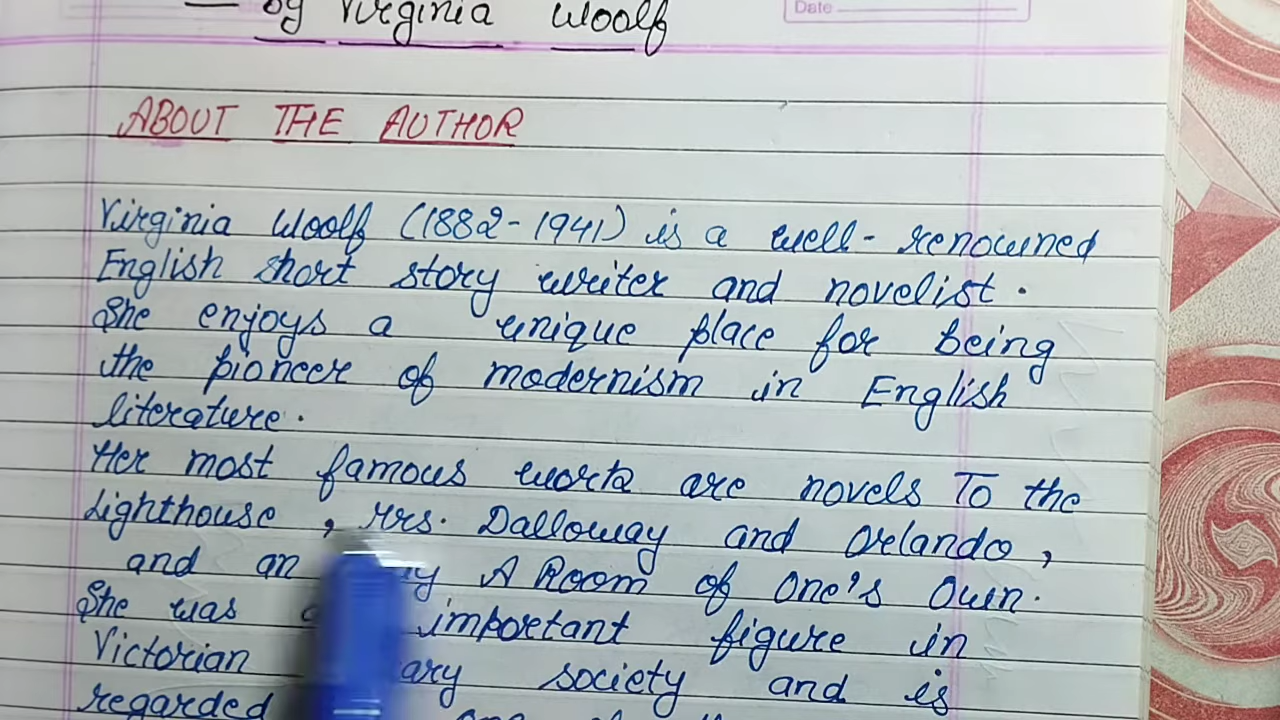 — by Virginia Woolf
Date
ABOUT THE AUTHOR
Virginia Woolf (1882-1941) is a well-renowned
English short story writer and novelist.
She enjoys a unique place for being
the pioneer of modernism in English
literature.
Her most famous work are novels To the
Lighthouse, Mrs. Dalloway and Orlando,
and an A Room of One's Own.
She was important figure in
Victorian society and is
regarded